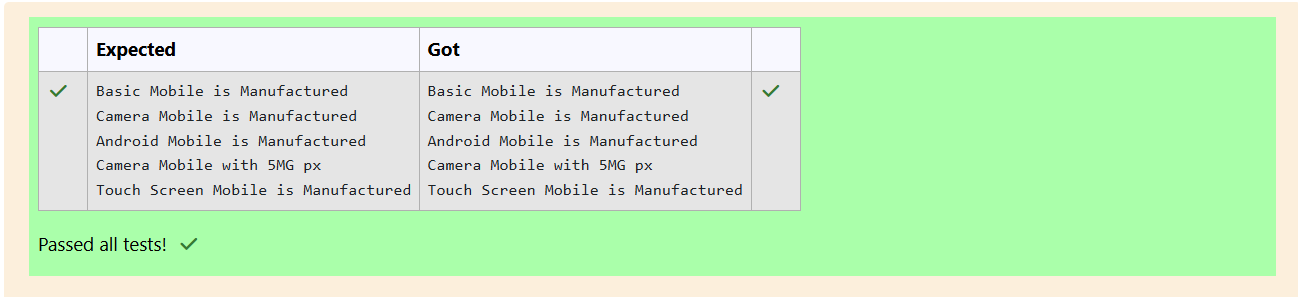 Expected Got
Basic Mobile is Manufactured Basic Mobile is Manufactured
Camera Mobile is Manufactured Camera Mobile is Manufactured
Android Mobile is Manufactured Android Mobile is Manufactured
Camera Mobile with 5MG px Camera Mobile with 5MG px
Touch Screen Mobile is Manufactured Touch Screen Mobile is Manufactured
Passed all tests!